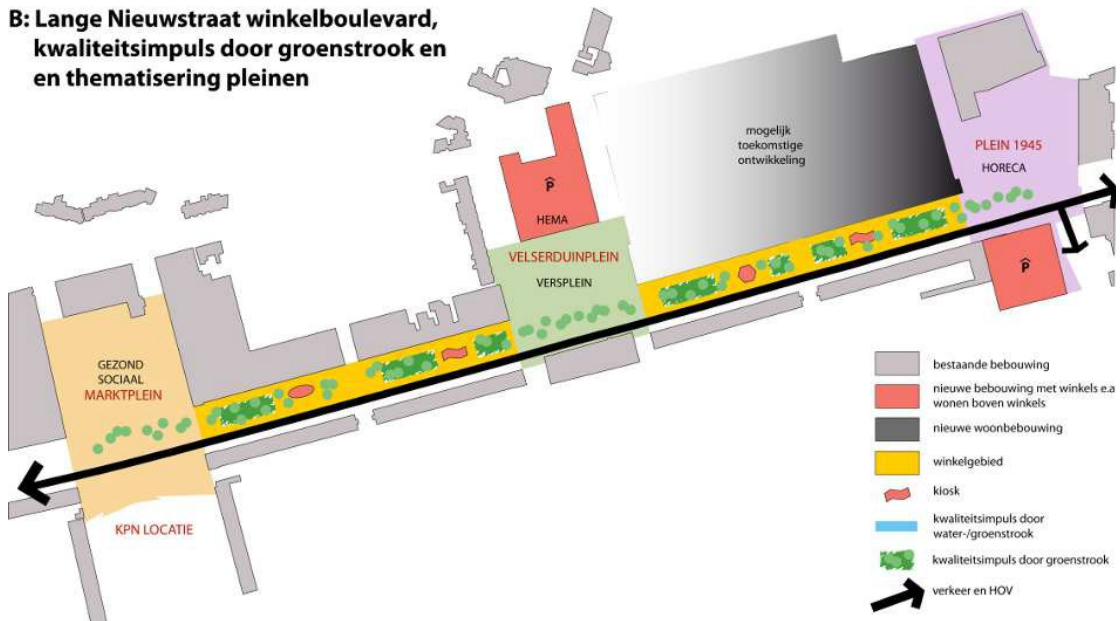 B: Lange Nieuwstraat winkelboulevard,
kwaliteitsimpuls door groenstrook en
en thematisering pleinen
mogelijk
toekomstige
ontwikkeling
PLEIN 1945
HORECA
P
HEMA
VELSERDUINPLEIN
VERSPLEIN
P
GEZOND
SOCIAAL
MARKTPLEIN
KPN LOCATIE
bestaande bebouwing
nieuwe bebouwing met winkels e.a
wonen boven winkels
nieuwe woonbebouwing
winkelgebied
kiosk
kwaliteitsimpuls door
water-/groenstrook
kwaliteitsimpuls door groenstrook
verkeer en HOV